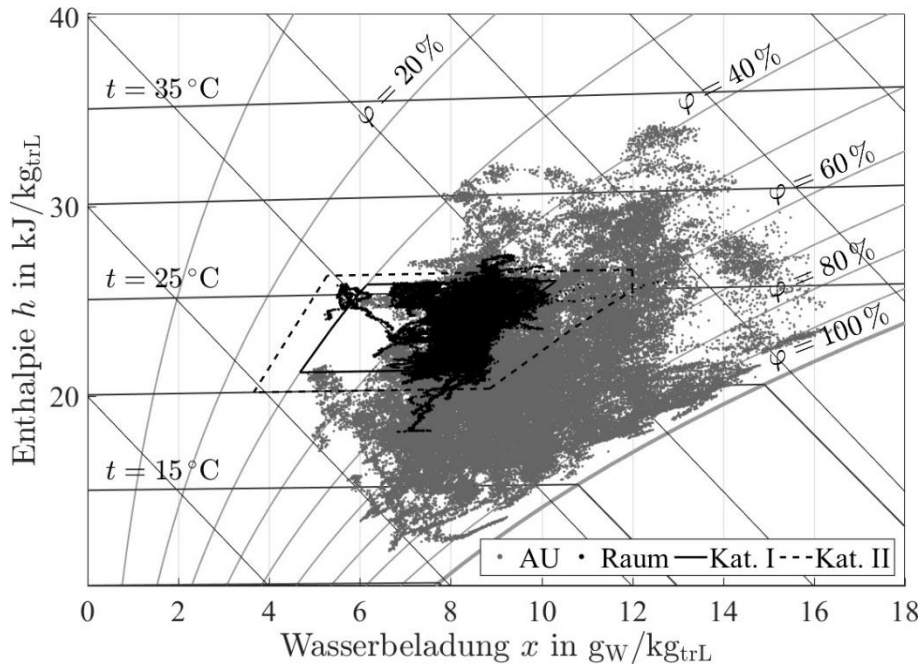 40
30
20
Enthalpie h in kJ/kg_trL
t = 35 °C
t = 25 °C
t = 15 °C
φ = 20 %
φ = 40 %
φ = 60 %
φ = 80 %
φ = 100 %
AU Raum Kat. I Kat. II
0 2 4 6 8 10 12 14 16 18
Wasserbeladung x in g_W/kg_trL